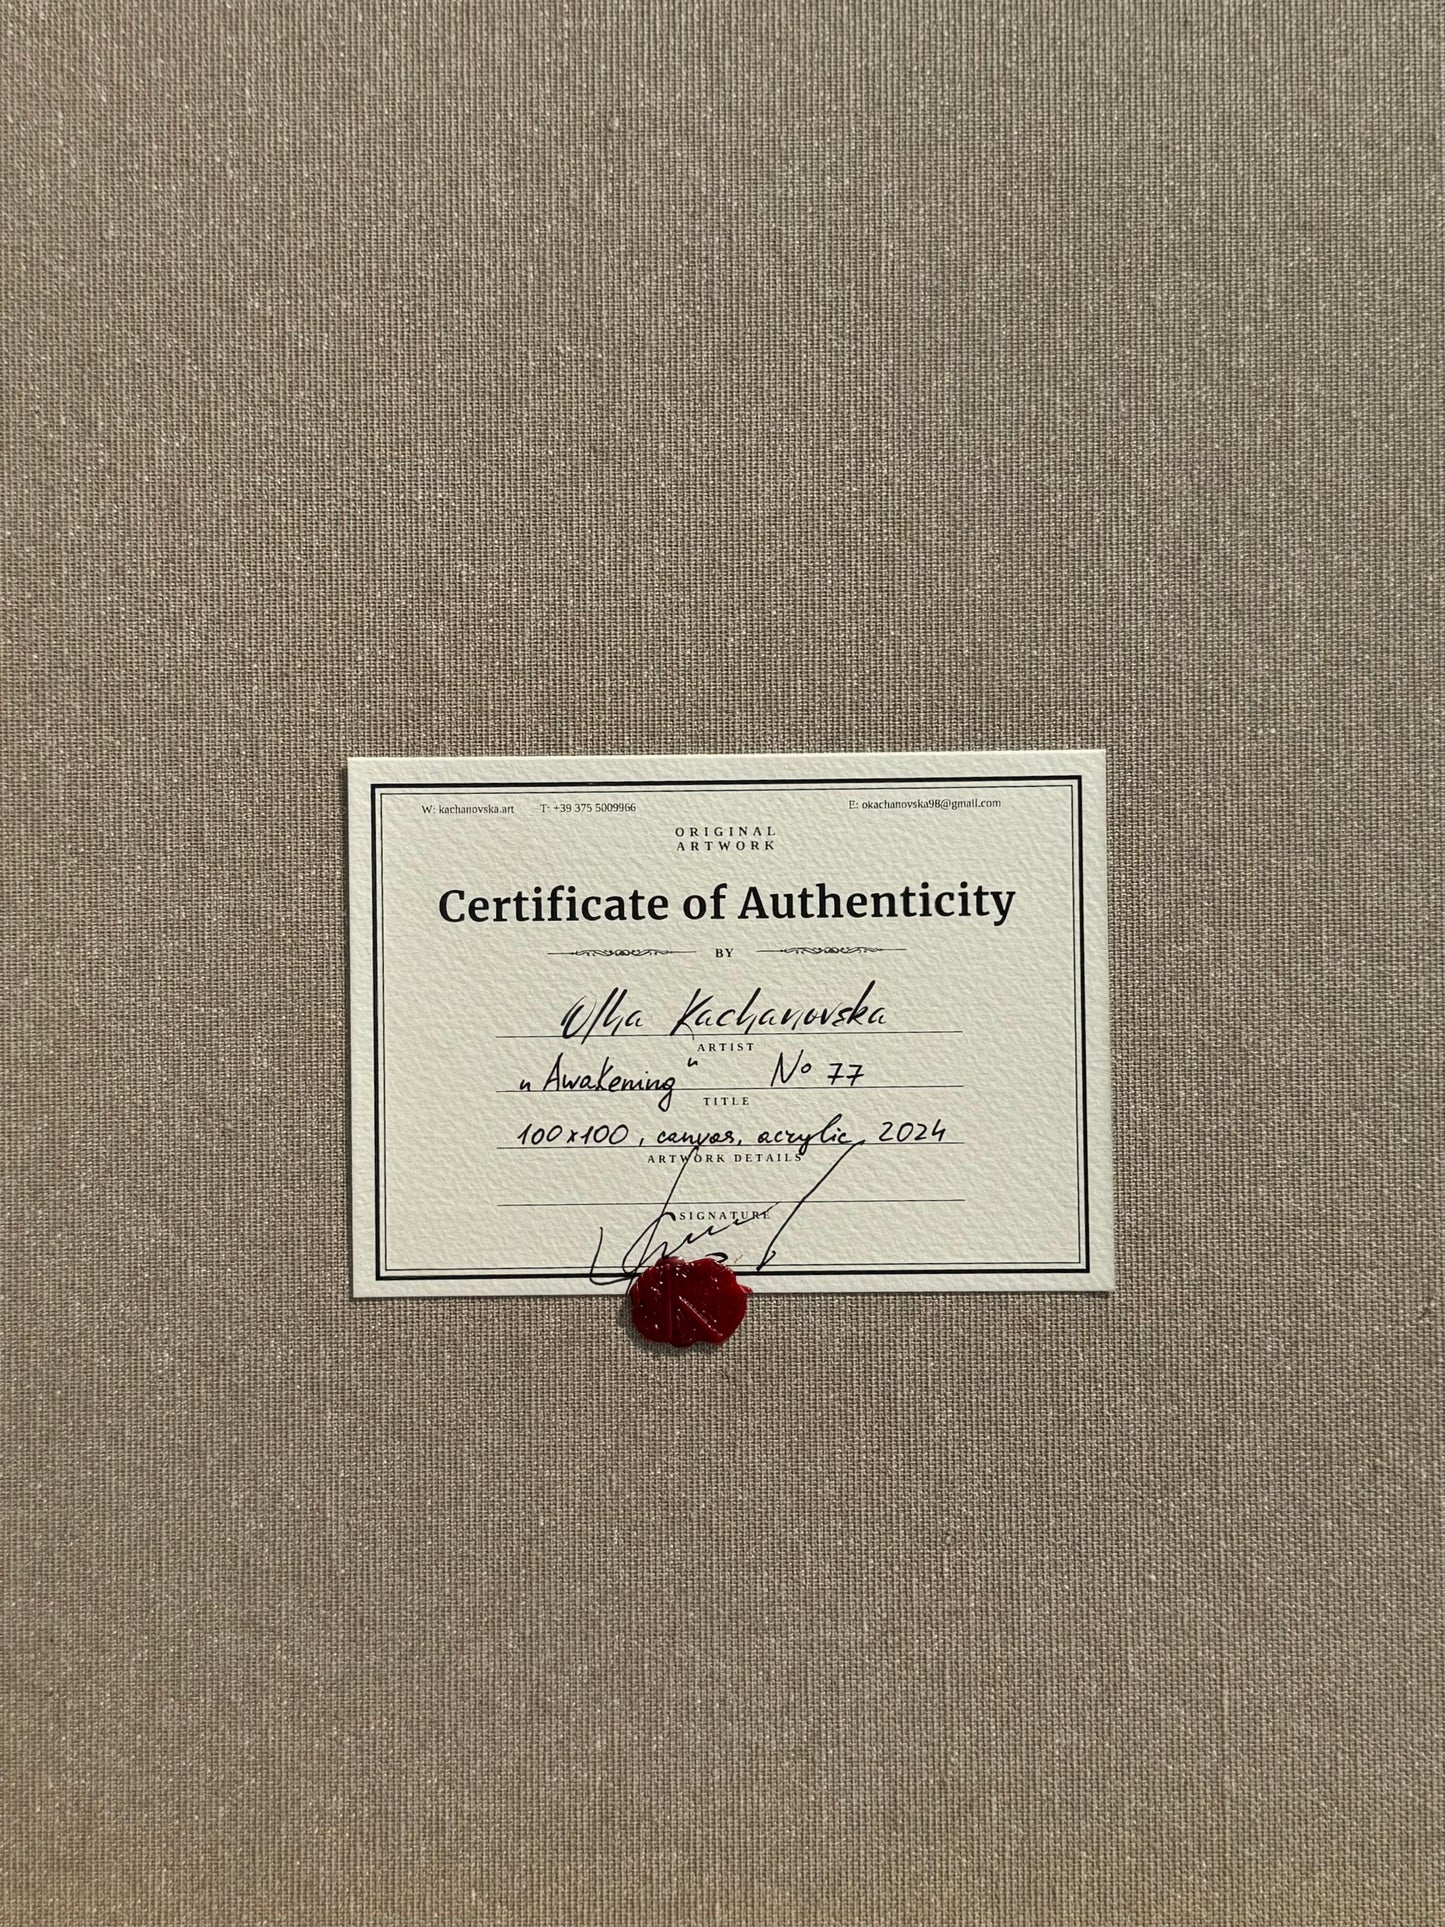 W: kachanovska.art T: +39 375 5009966 E: okachanovska98@gmail.com
ORIGINAL
ARTWORK
Certificate of Authenticity
BY
Olha Kachanovska
ARTIST
"Awakening" № 77
TITLE
100x100, canvas, acrylic, 2024
ARTWORK DETAILS
SIGNATURE